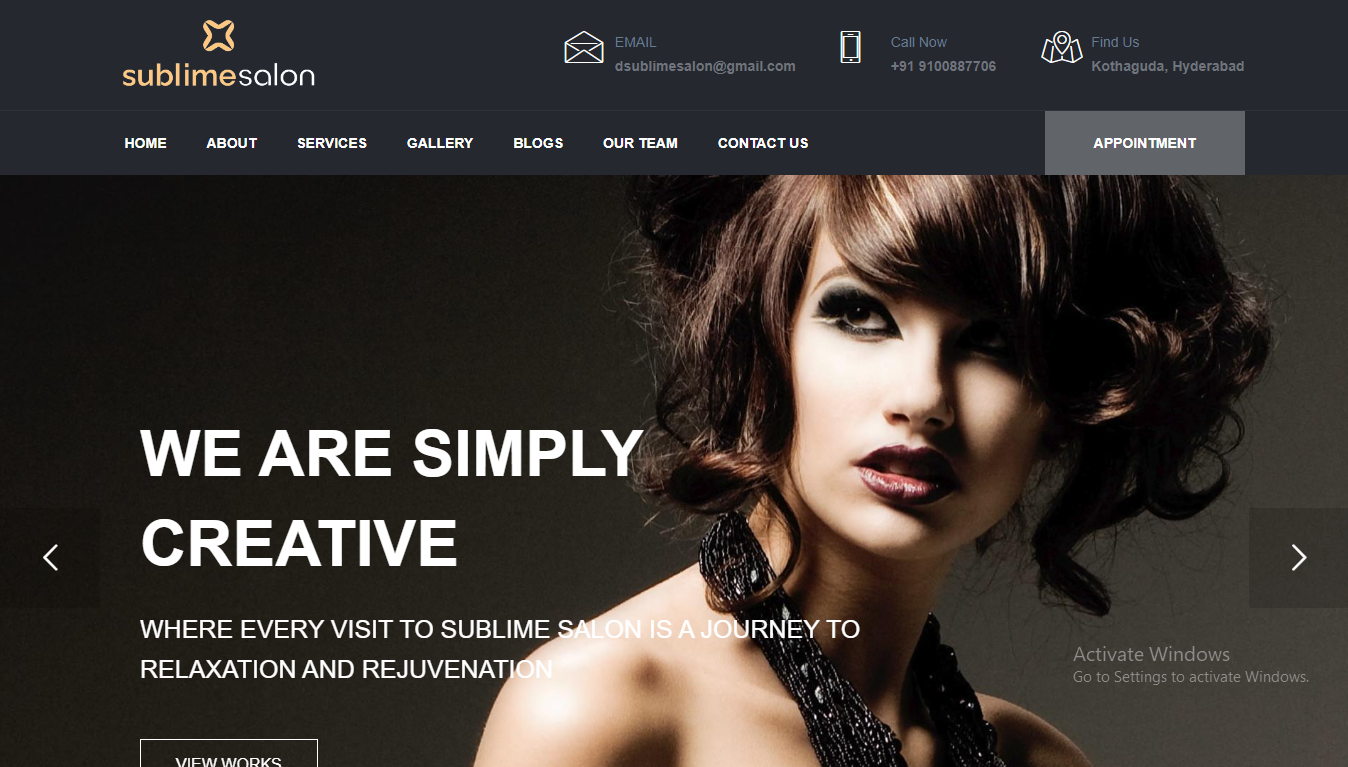 sublimesalon
EMAIL
dsublimesalon@gmail.com
Call Now
+91 9100887706
Find Us
Kothaguda, Hyderabad
HOME
ABOUT
SERVICES
GALLERY
BLOGS
OUR TEAM
CONTACT US
APPOINTMENT
WE ARE SIMPLY
CREATIVE
WHERE EVERY VISIT TO SUBLIME SALON IS A JOURNEY TO
RELAXATION AND REJUVENATION
Activate Windows
Go to Settings to activate Windows.
VIEW WORKS